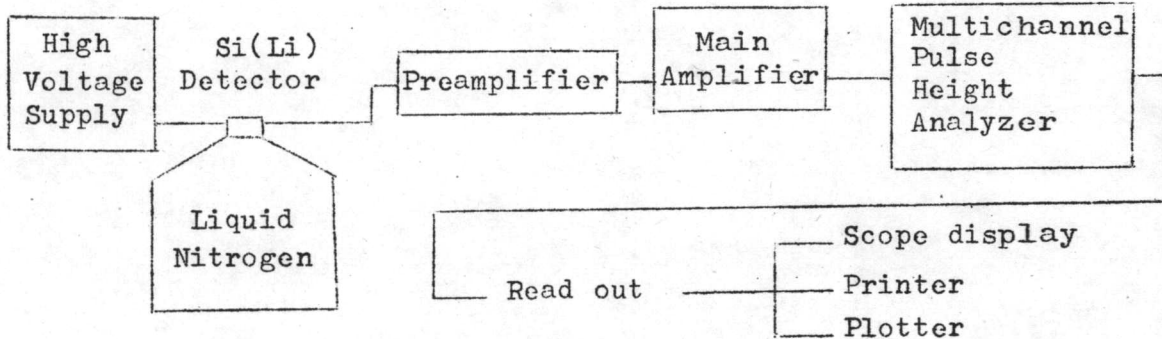 High
Voltage
Supply
Si(Li)
Detector
Liquid
Nitrogen
Preamplifier
Main
Amplifier
Multichannel
Pulse
Height
Analyzer
Read out
Scope display
Printer
Plotter